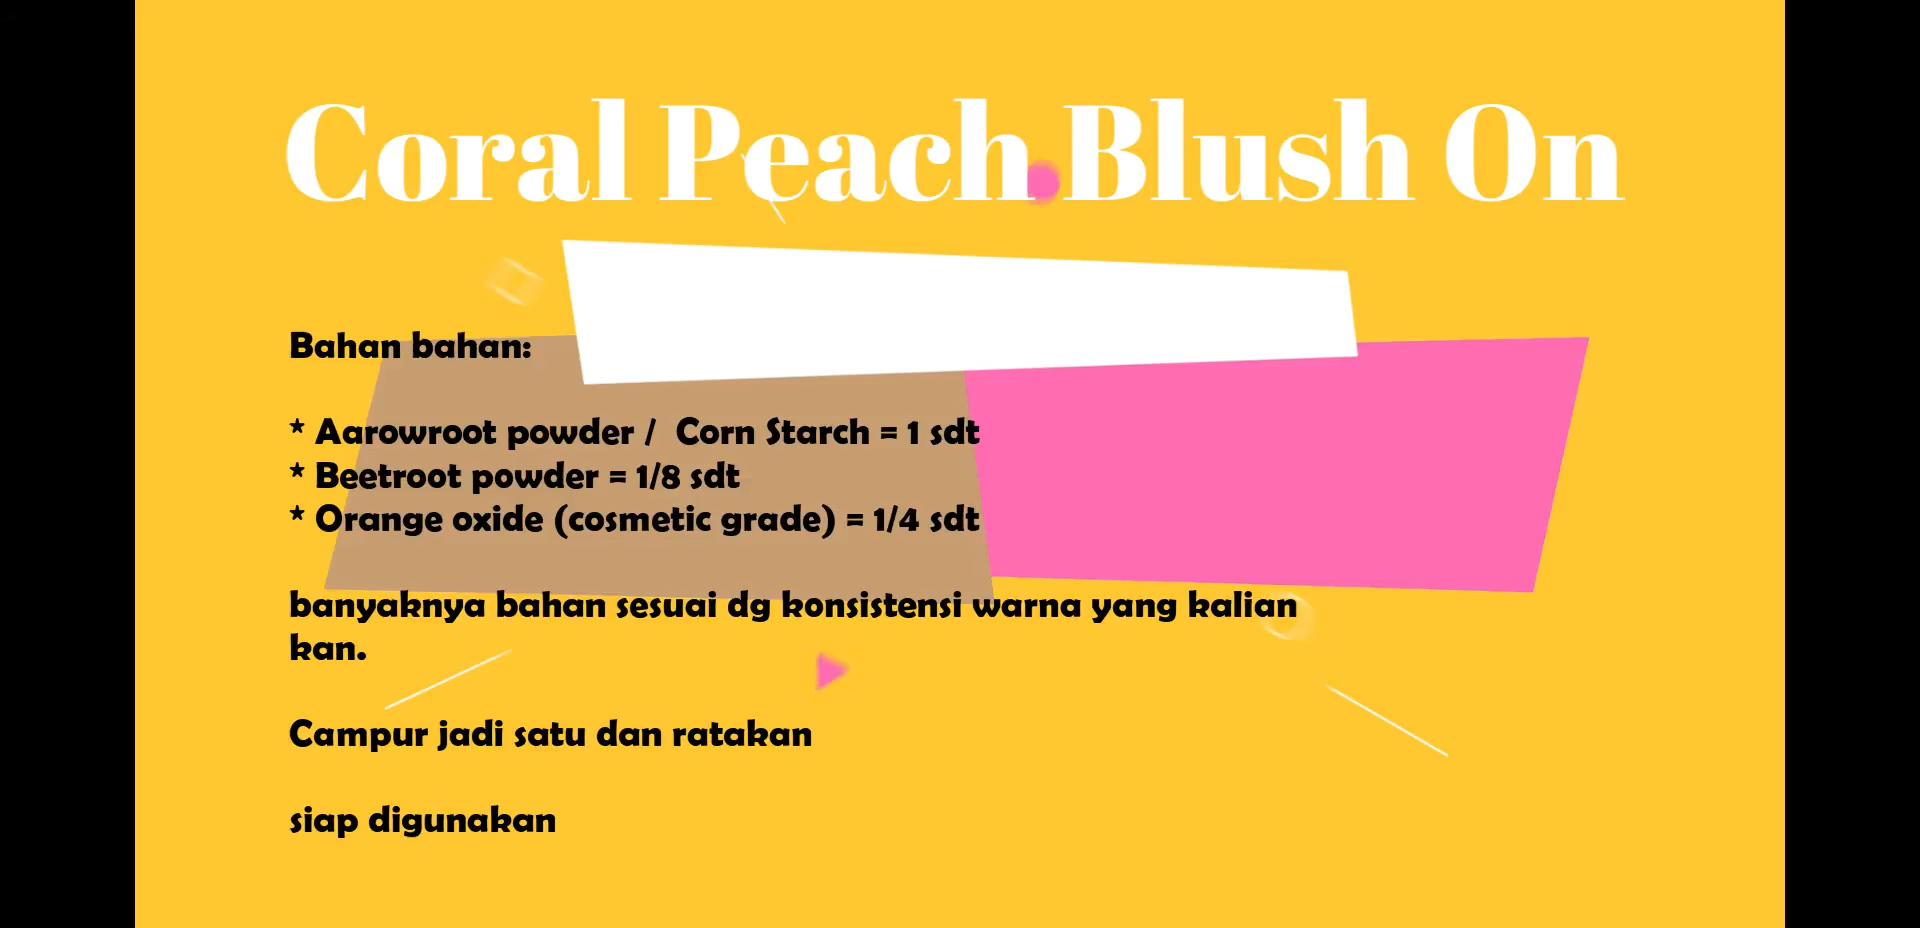 Coral Peach Blush On
Bahan bahan:
* Aarowroot powder / Corn Starch = 1 sdt
* Beetroot powder = 1/8 sdt
* Orange oxide (cosmetic grade) = 1/4 sdt
banyaknya bahan sesuai dg konsistensi warna yang kalian
kan.
Campur jadi satu dan ratakan
siap digunakan